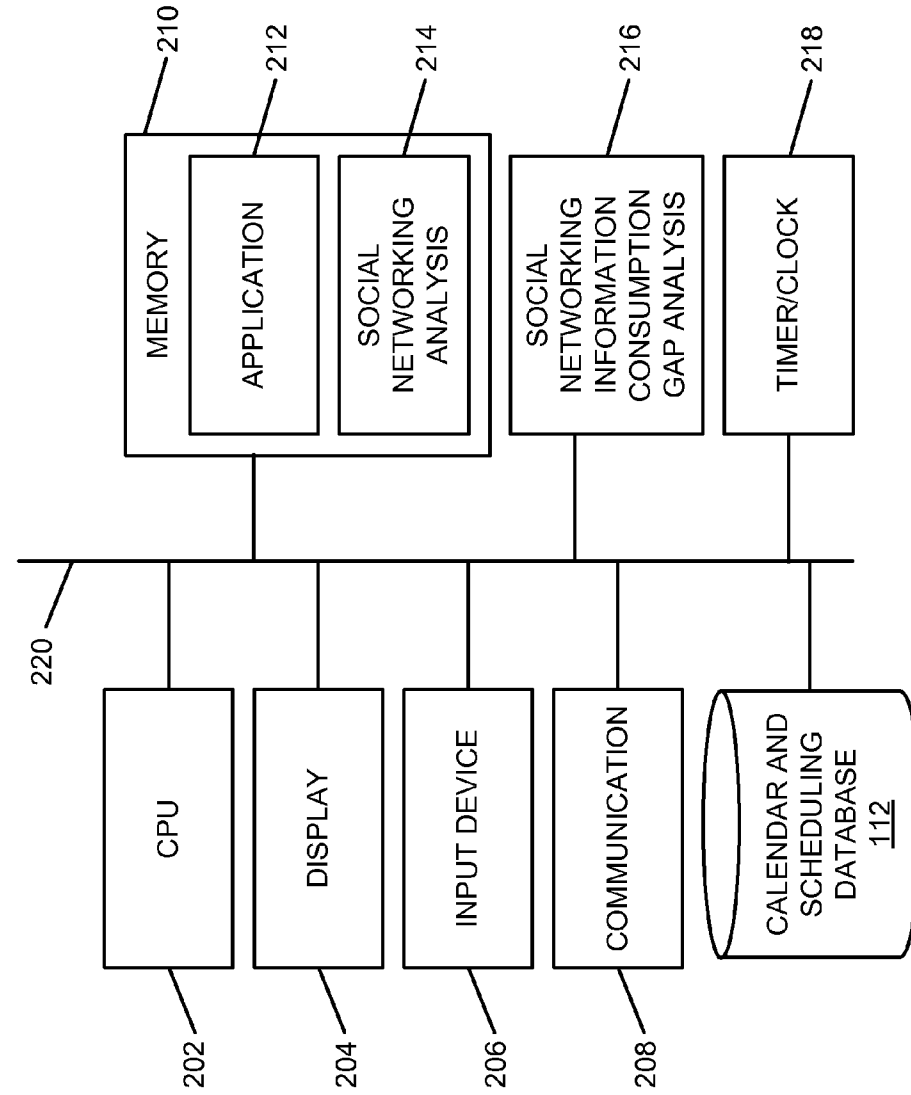 220
202
CPU
204
DISPLAY
206
INPUT DEVICE
208
COMMUNICATION
CALENDAR AND
SCHEDULING
DATABASE
112
MEMORY
210
APPLICATION
212
SOCIAL
NETWORKING
ANALYSIS
214
SOCIAL
NETWORKING
INFORMATION
CONSUMPTION
GAP ANALYSIS
216
TIMER/CLOCK
218